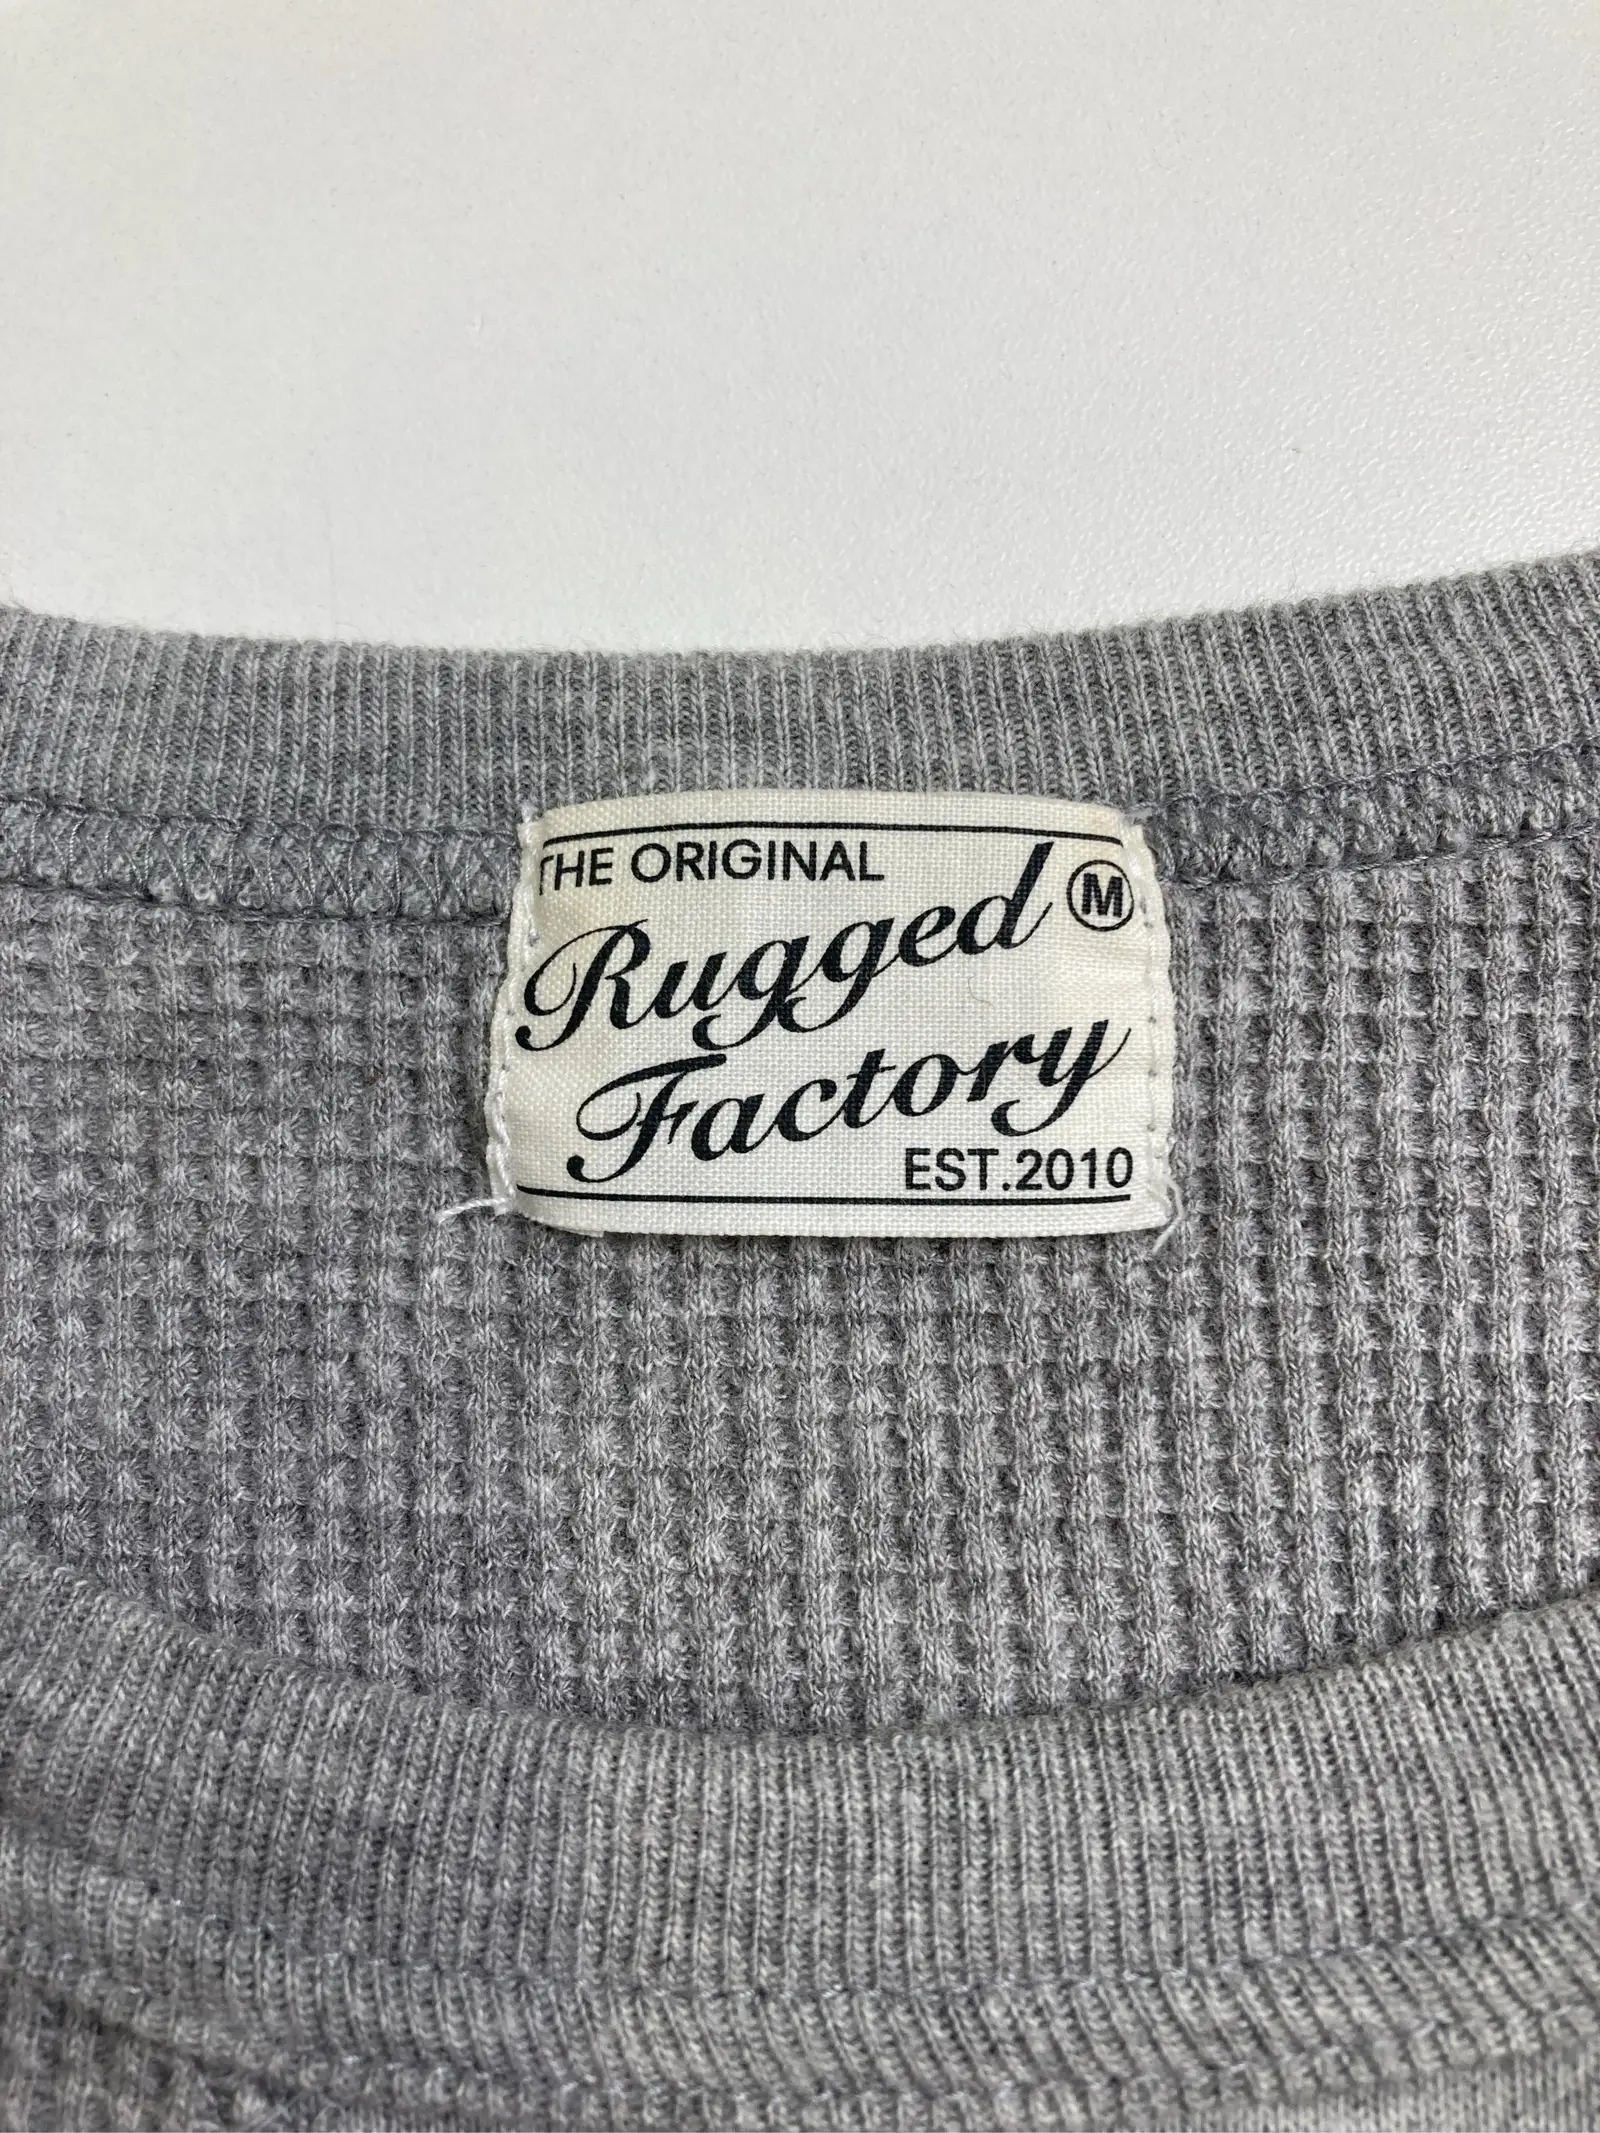 THE ORIGINAL
Rugged M
Factory
EST.2010